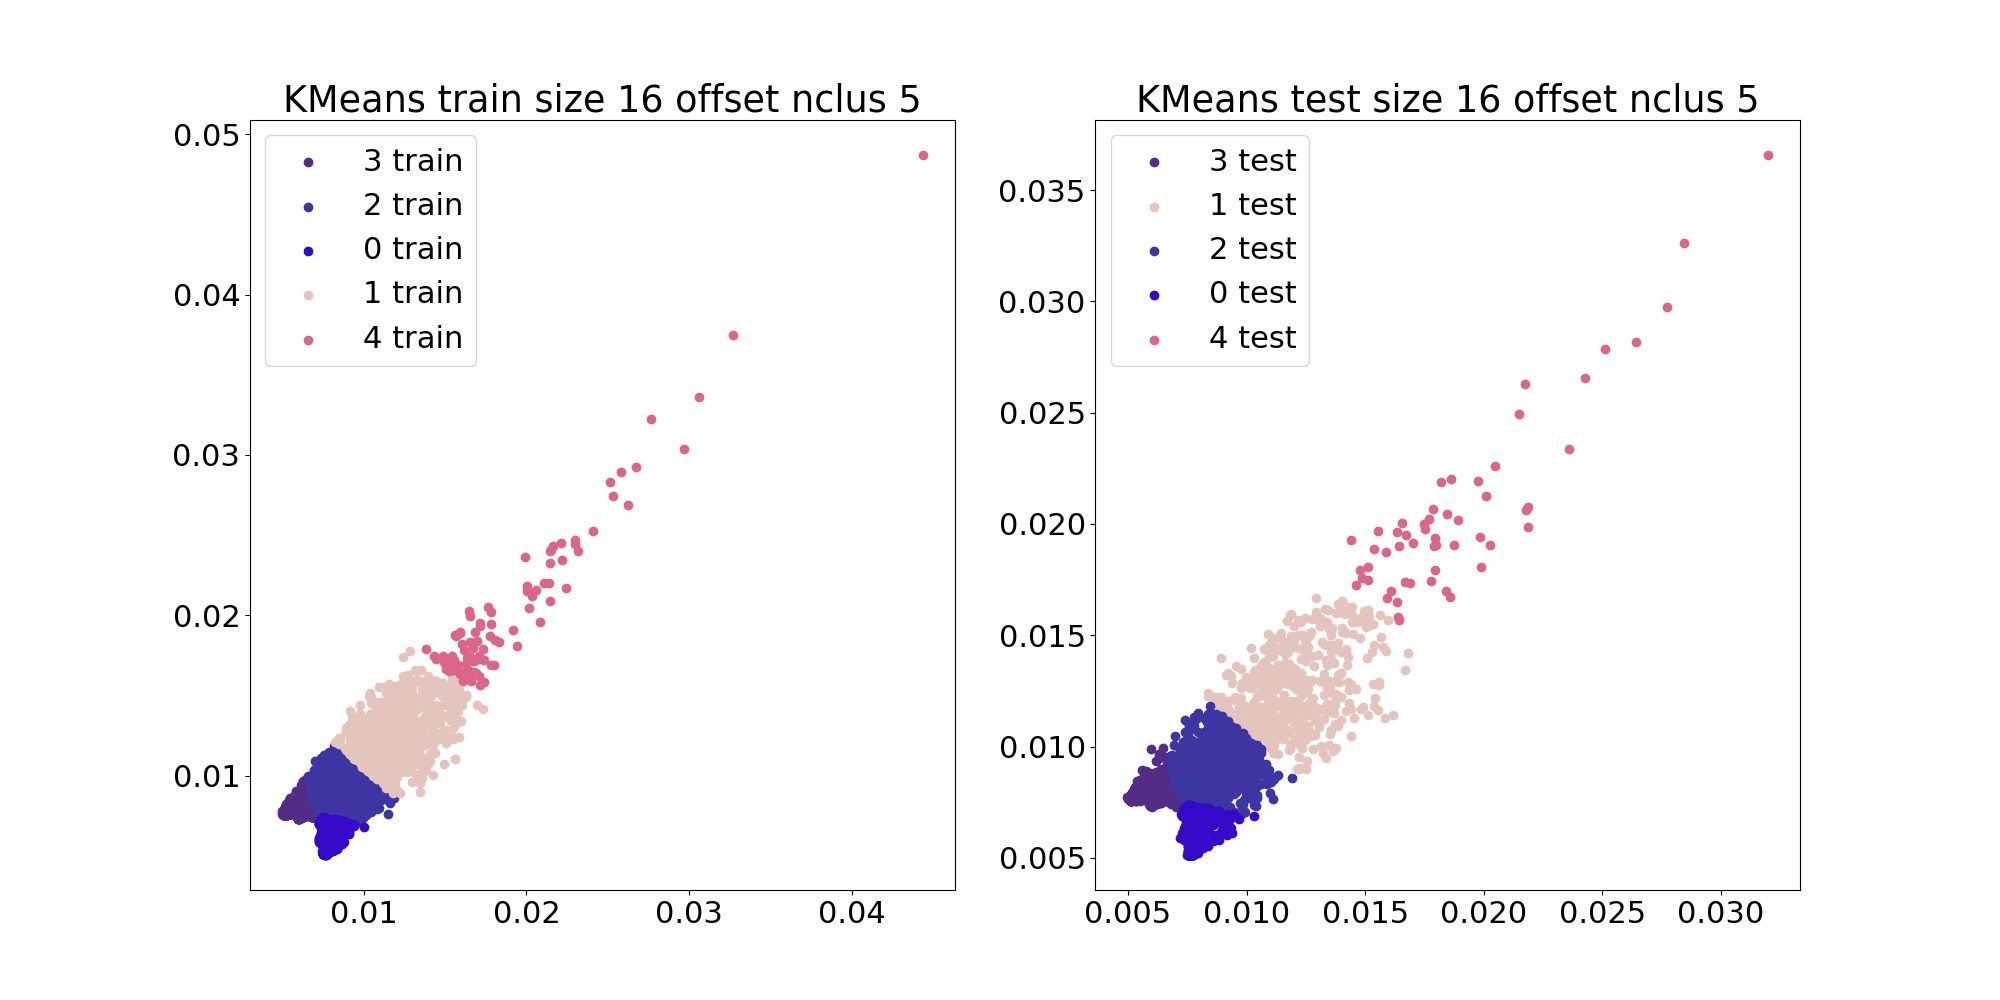 KMeans train size 16 offset nclus 5
0.05
0.04
0.03
0.02
0.01
3 train
2 train
0 train
1 train
4 train
0.01 0.02 0.03 0.04
KMeans test size 16 offset nclus 5
0.035
0.030
0.025
0.020
0.015
0.010
0.005
3 test
1 test
2 test
0 test
4 test
0.005 0.010 0.015 0.020 0.025 0.030